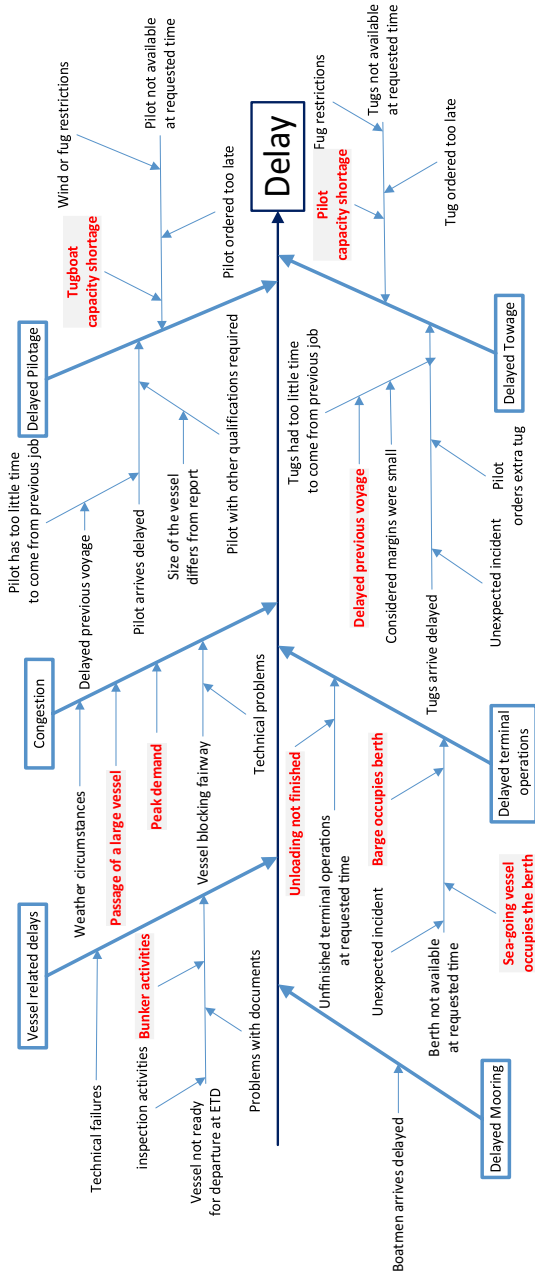 Vessel related delays
Technical failures
inspection activities
Bunker activities
Vessel not ready
for departure at ETD
Problems with documents
Congestion
Weather circumstances
Passage of a large vessel
Peak demand
Vessel blocking fairway
Technical problems
Delayed Pilotage
Pilot has too little time
to come from previous job
Delayed previous voyage
Pilot arrives delayed
Size of the vessel
differs from report
Pilot with other qualifications required
Tugboat
capacity shortage
Wind or fug restrictions
Pilot not available
at requested time
Pilot ordered too late
Delay
Delayed Mooring
Boatmen arrives delayed
Unloading not finished
Unfinished terminal operations
at requested time
Unexpected incident
Barge occupies berth
Berth not available
at requested time
Sea-going vessel
occupies the berth
Delayed terminal
operations
Tugs had too little time
to come from previous job
Delayed previous voyage
Considered margins were small
Tugs arrive delayed
Unexpected incident
Pilot
orders extra tug
Delayed Towage
Pilot
capacity shortage
Fug restrictions
Tugs not available
at requested time
Tug ordered too late